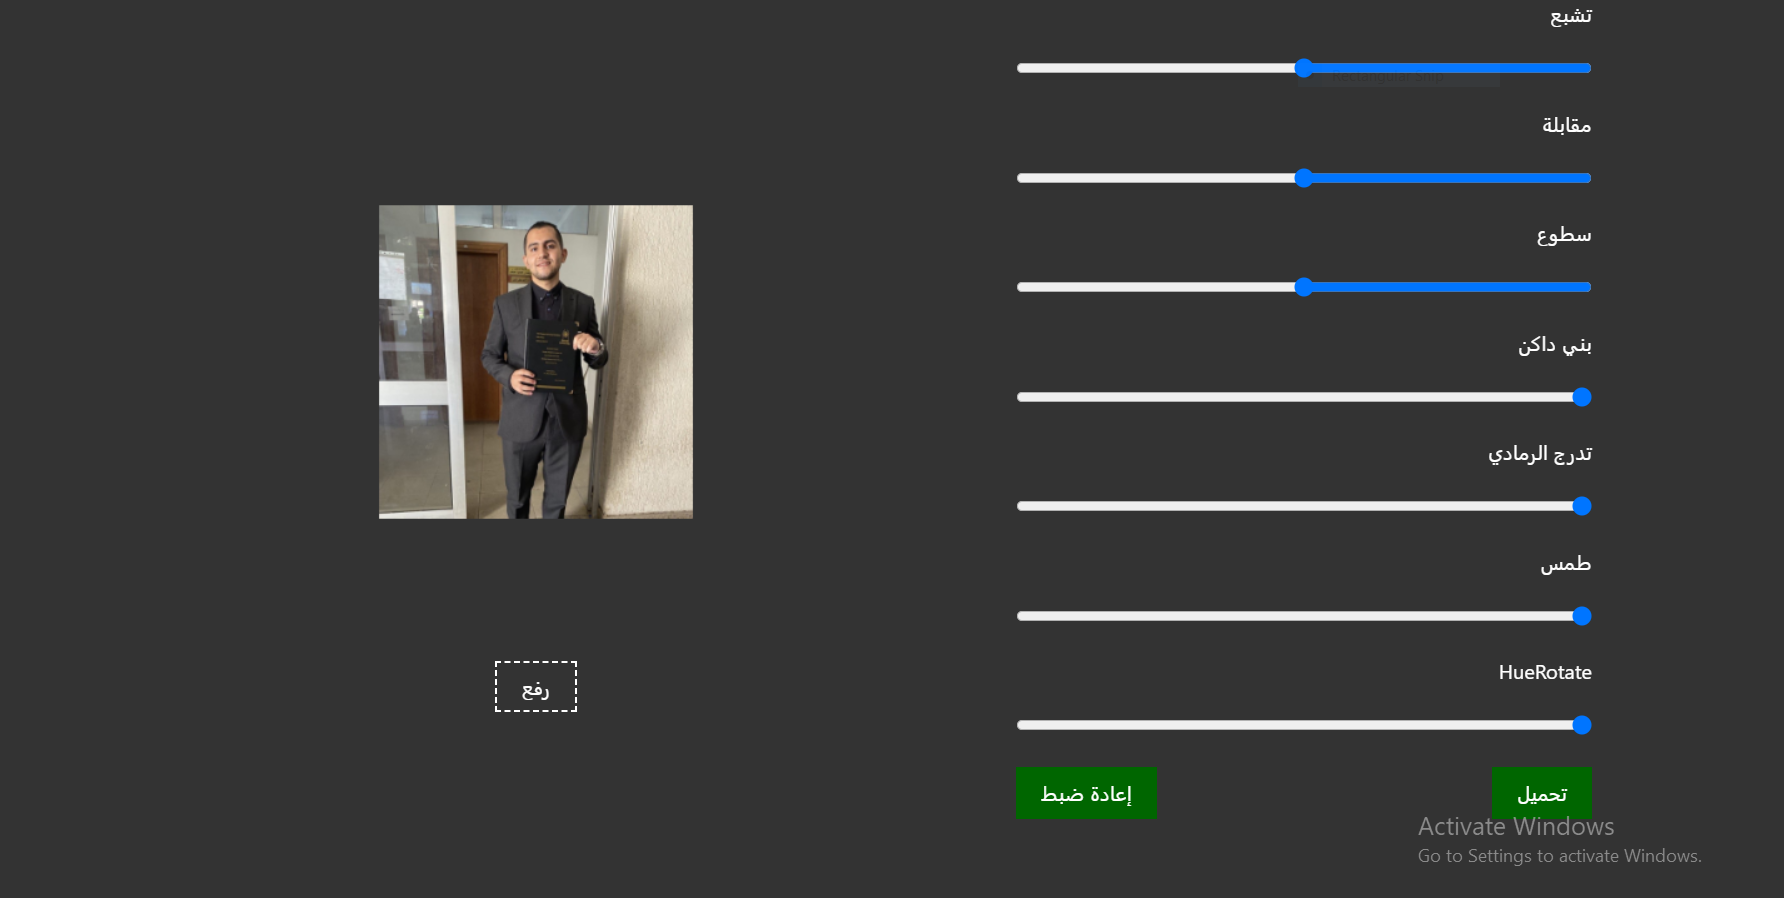 تشبع
مقابلة
سطوع
بني داكن
تدرج الرمادي
طمس
HueRotate
رفع
تحميل
إعادة ضبط
Activate Windows
Go to Settings to activate Windows.